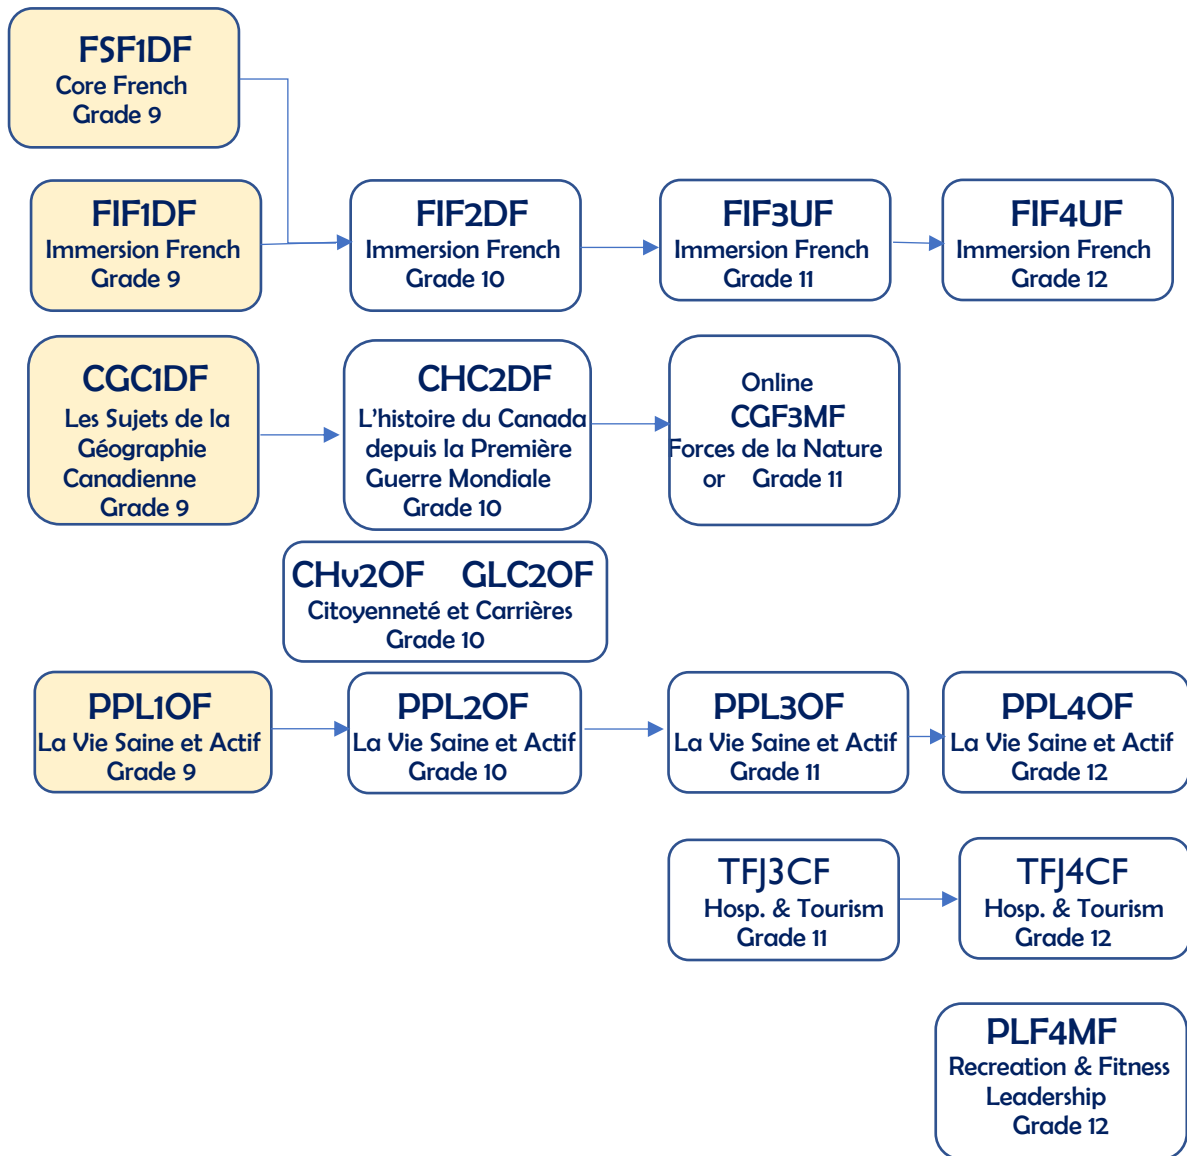 FSF1DF
Core French
Grade 9
FIF1DF
Immersion French
Grade 9
FIF2DF
Immersion French
Grade 10
FIF3UF
Immersion French
Grade 11
FIF4UF
Immersion French
Grade 12
CGC1DF
Les Sujets de la
Géographie
Canadienne
Grade 9
CHC2DF
L'histoire du Canada
depuis la Première
Guerre Mondiale
Grade 10
Online
CGF3MF
Forces de la Nature
or Grade 11
CHv2OF GLC2OF
Citoyenneté et Carrières
Grade 10
PPL1OF
La Vie Saine et Actif
Grade 9
PPL2OF
La Vie Saine et Actif
Grade 10
PPL3OF
La Vie Saine et Actif
Grade 11
PPL4OF
La Vie Saine et Actif
Grade 12
TFJ3CF
Hosp. & Tourism
Grade 11
TFJ4CF
Hosp. & Tourism
Grade 12
PLF4MF
Recreation & Fitness
Leadership
Grade 12